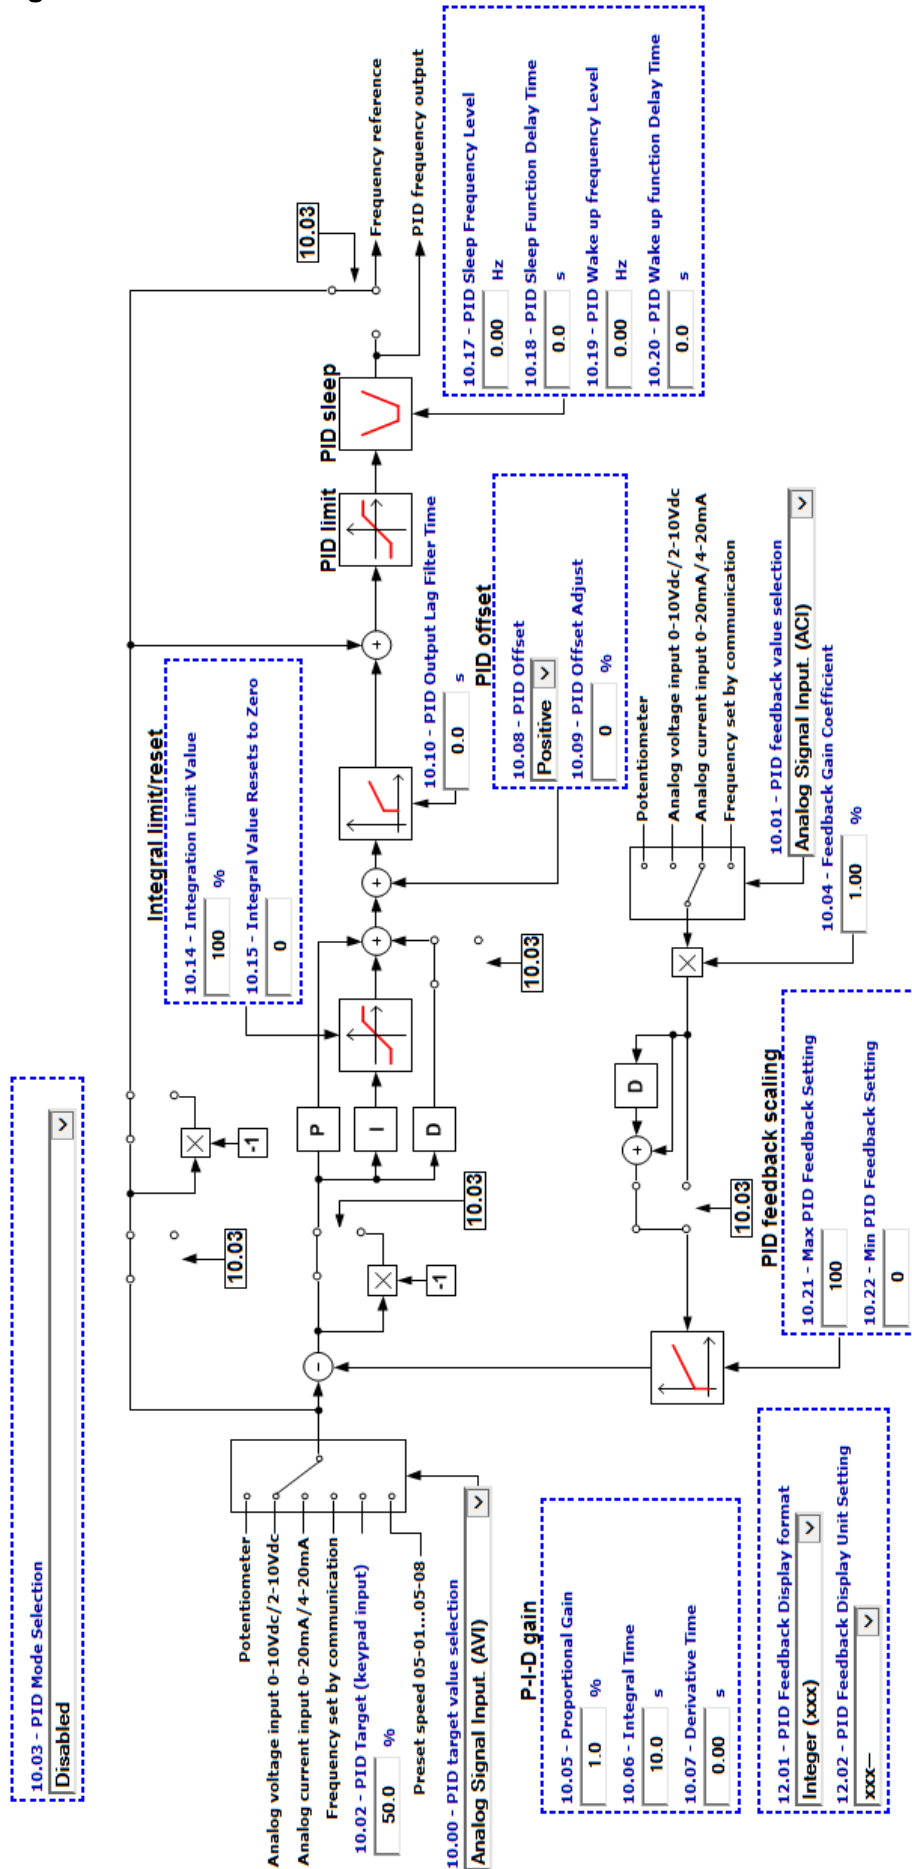 10.03 - PID Mode Selection
Disabled
Potentiometer
Analog voltage input 0-10Vdc/2-10Vdc
Analog current input 0-20mA/4-20mA
Frequency set by communication
10.02 - PID Target (keypad input)
50.0 %
Preset speed 05-01...05-08
10.00 - PID target value selection
Analog Signal Input. (AVI)
10.03
-1
10.03
-1
-
P
I
D
Integral limit/reset
10.14 - Integration Limit Value
100 %
10.15 - Integral Value Resets to Zero
0
+
10.03
+
10.10 - PID Output Lag Filter Time
0.0 s
PID offset
10.08 - PID Offset
Positive
10.09 - PID Offset Adjust
0 %
+
PID limit
PID sleep
10.03
Frequency reference
PID frequency output
10.17 - PID Sleep Frequency Level
0.00 Hz
10.18 - PID Sleep Function Delay Time
0.0 s
10.19 - PID Wake up frequency Level
0.00 Hz
10.20 - PID Wake up function Delay Time
0.0 s
P-I-D gain
10.05 - Proportional Gain
1.0 %
10.06 - Integral Time
10.0 s
10.07 - Derivative Time
0.00 s
12.01 - PID Feedback Display format
Integer (xxx)
12.02 - PID Feedback Display Unit Setting
xxx--
D
+
10.03
PID feedback scaling
10.21 - Max PID Feedback Setting
100
10.22 - Min PID Feedback Setting
0
Potentiometer
Analog voltage input 0-10Vdc/2-10Vdc
Analog current input 0-20mA/4-20mA
Frequency set by communication
10.01 - PID feedback value selection
Analog Signal Input. (ACI)
10.04 - Feedback Gain Coefficient
1.00 %